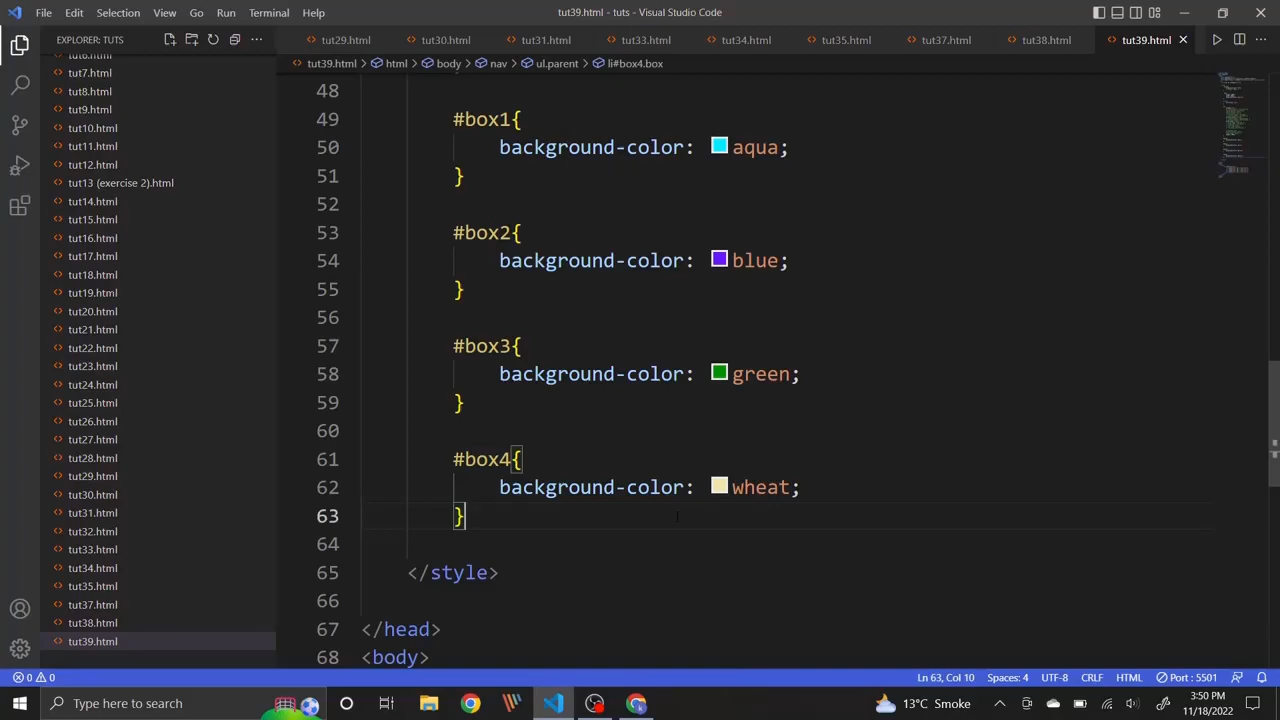 File Edit Selection View Go Run Terminal Help
tut39.html - tuts - Visual Studio Code
EXPLORER: TUTS
tut29.html tut30.html tut31.html tut33.html tut34.html tut35.html tut37.html tut38.html tut39.html
tut39.html > html > body > nav > ul.parent > li#box4.box
tut6.html
tut7.html
tut8.html
tut9.html
tut10.html
tut11.html
tut12.html
tut13 (exercise 2).html
tut14.html
tut15.html
tut16.html
tut17.html
tut18.html
tut19.html
tut20.html
tut21.html
tut22.html
tut23.html
tut24.html
tut25.html
tut26.html
tut27.html
tut28.html
tut29.html
tut30.html
tut31.html
tut32.html
tut33.html
tut34.html
tut35.html
tut37.html
tut38.html
tut39.html
48
49 #box1{
50 background-color: aqua;
51 }
52
53 #box2{
54 background-color: blue;
55 }
56
57 #box3{
58 background-color: green;
59 }
60
61 #box4{
62 background-color: wheat;
63 }
64
65 </style>
66
67 </head>
68 <body>
0 0 Ln 63, Col 10 Spaces: 4 UTF-8 CRLF HTML Port : 5501
Type here to search
13°C Smoke
3:50 PM
11/18/2022